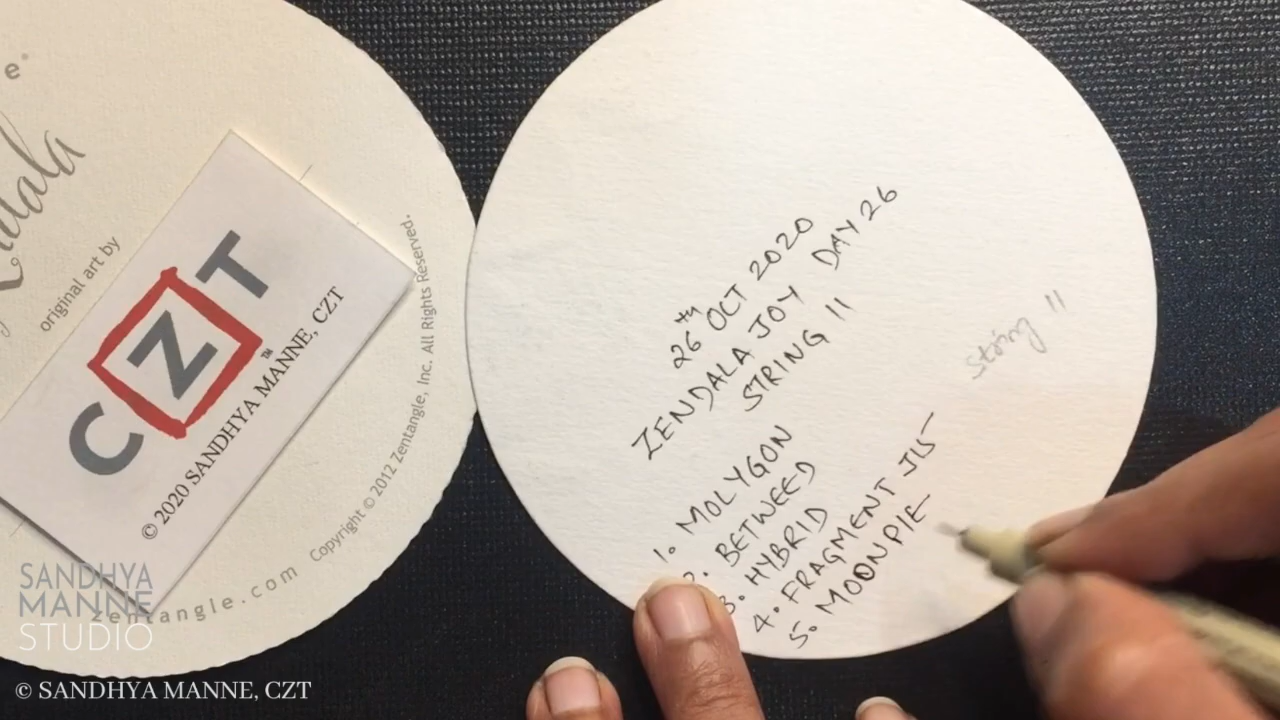 e®
original art by
CZT™
© 2020 SANDHYA MANNE, CZT
Copyright © 2012 Zentangle, Inc. All Rights Reserved.
zentangle.com
26th OCT 2020
ZENDALA JOY DAY 26
STRING 11
string 11
1. MOLYGON
2. BETWEED
3. HYBRID
4. FRAGMENT J15
5. MOONPIE
SANDHYA
MANNE
STUDIO
© SANDHYA MANNE, CZT